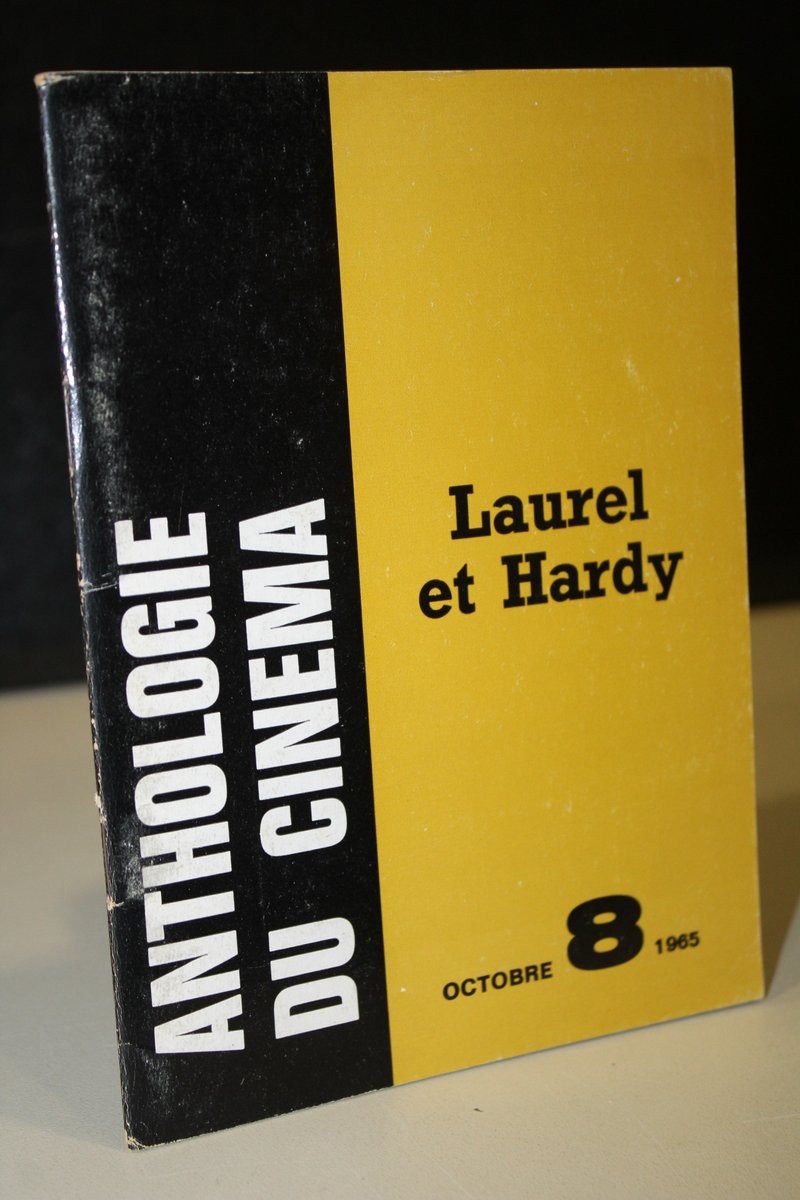 ANTHOLOGIE
DU CINEMA
Laurel
et Hardy
OCTOBRE 8 1965